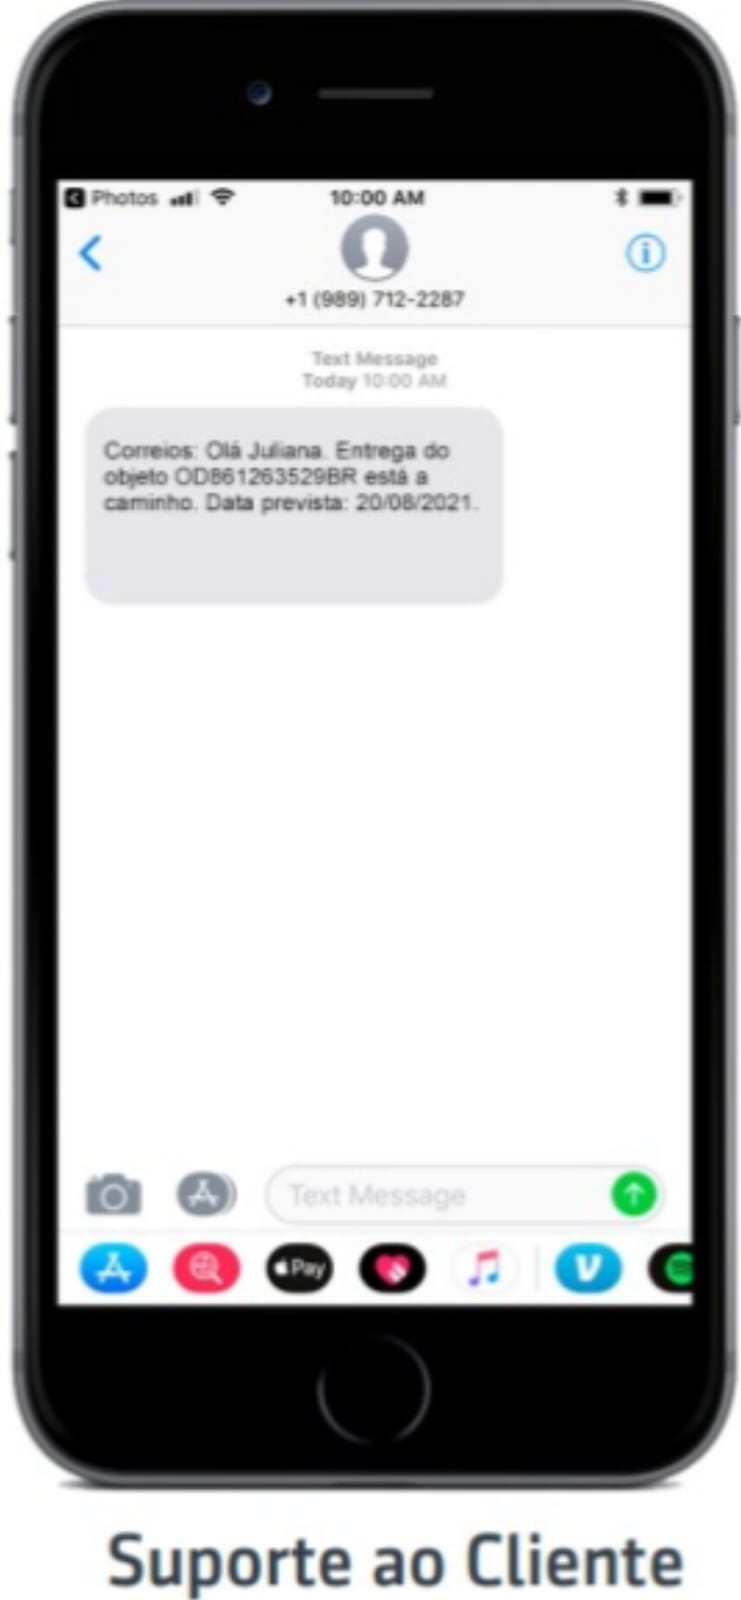 Photos
10:00 AM
+1 (989) 712-2287
Text Message
Today 10:00 AM
Correios: Olá Juliana. Entrega do
objeto OD861263529BR está a
caminho. Data prevista: 20/08/2021.
Text Message
Pay
Suporte ao Cliente